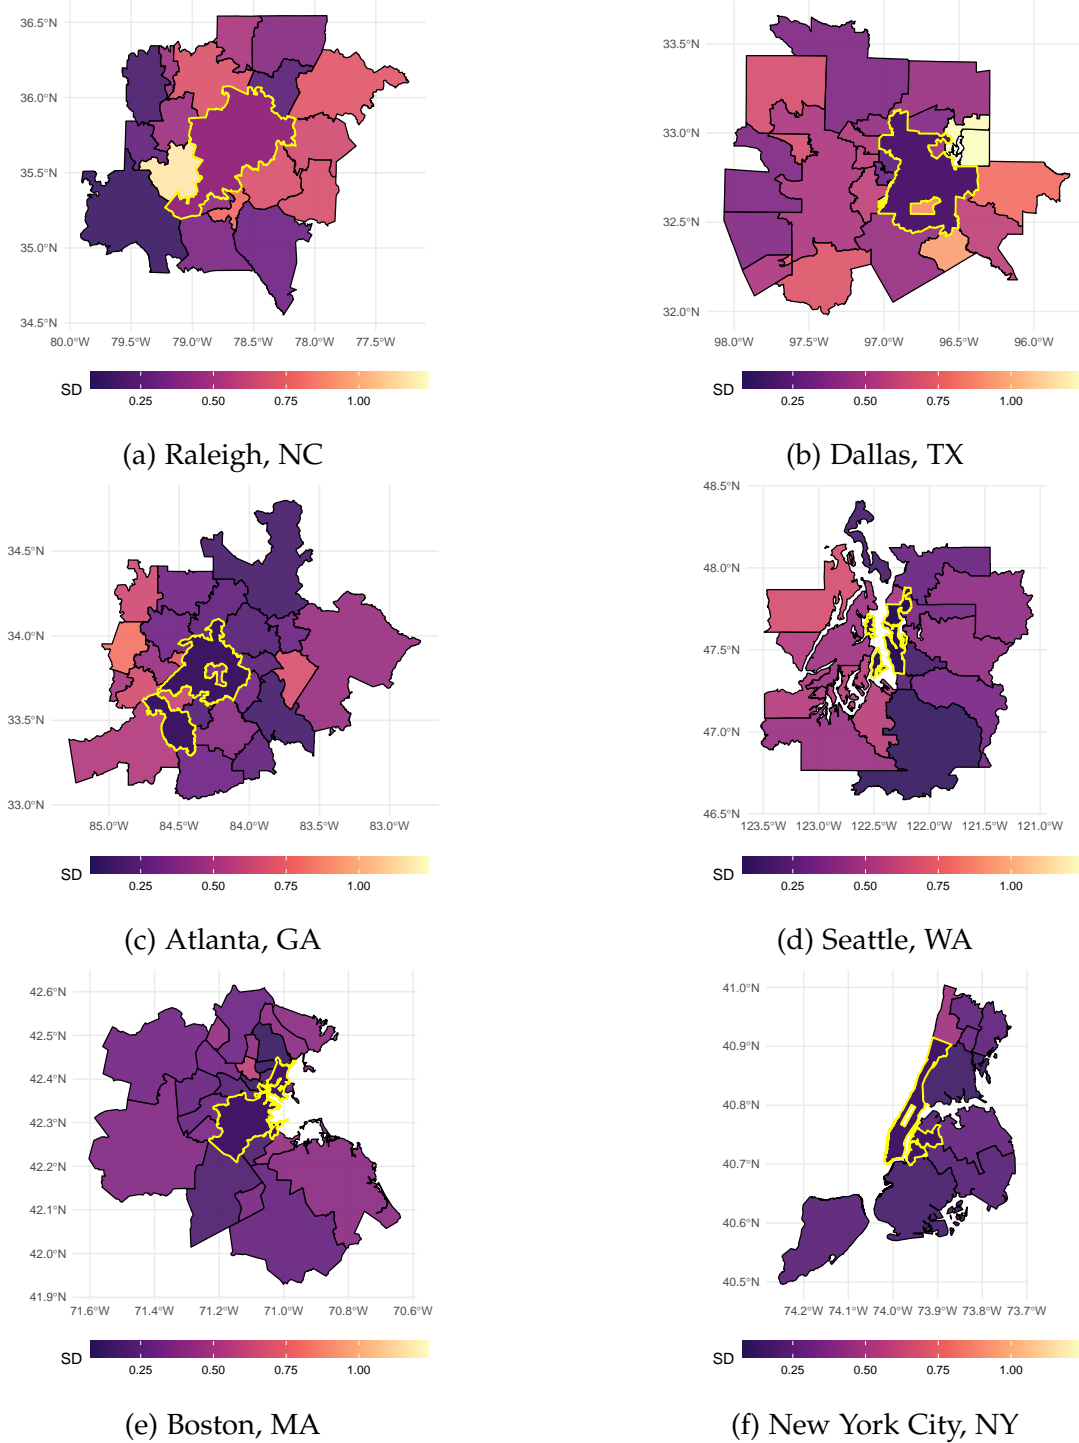 36.5°N
36.0°N
35.5°N
35.0°N
34.5°N
80.0°W 79.5°W 79.0°W 78.5°W 78.0°W 77.5°W
SD
0.25 0.50 0.75 1.00
(a) Raleigh, NC
33.5°N
33.0°N
32.5°N
32.0°N
98.0°W 97.5°W 97.0°W 96.5°W 96.0°W
SD
0.25 0.50 0.75 1.00
(b) Dallas, TX
34.5°N
34.0°N
33.5°N
33.0°N
85.0°W 84.5°W 84.0°W 83.5°W 83.0°W
SD
0.25 0.50 0.75 1.00
(c) Atlanta, GA
48.5°N
48.0°N
47.5°N
47.0°N
46.5°N
123.5°W 123.0°W 122.5°W 122.0°W 121.5°W 121.0°W
SD
0.25 0.50 0.75 1.00
(d) Seattle, WA
42.6°N
42.5°N
42.4°N
42.3°N
42.2°N
42.1°N
42.0°N
41.9°N
71.6°W 71.4°W 71.2°W 71.0°W 70.8°W 70.6°W
SD
0.25 0.50 0.75 1.00
(e) Boston, MA
41.0°N
40.9°N
40.8°N
40.7°N
40.6°N
40.5°N
74.2°W 74.1°W 74.0°W 73.9°W 73.8°W 73.7°W
SD
0.25 0.50 0.75 1.00
(f) New York City, NY